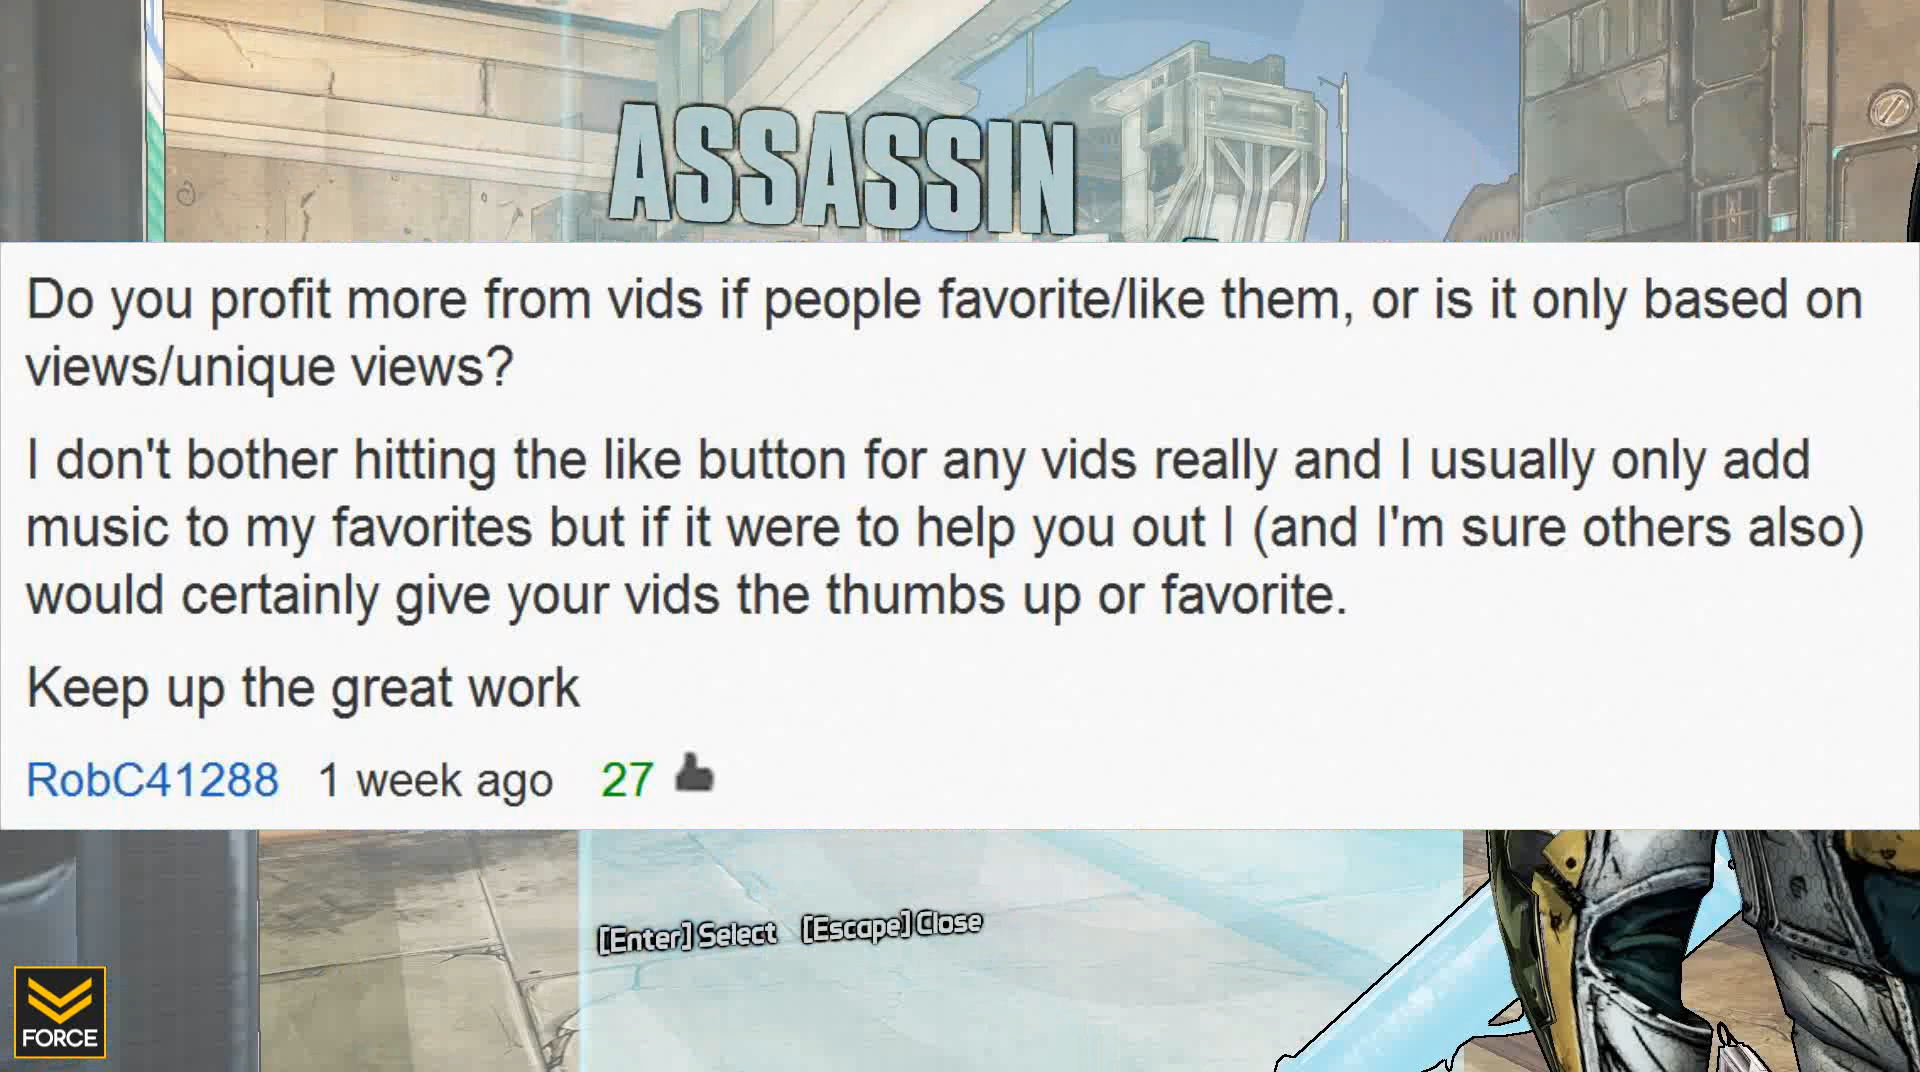 ASSASSIN
Do you profit more from vids if people favorite/like them, or is it only based on
views/unique views?
I don't bother hitting the like button for any vids really and I usually only add
music to my favorites but if it were to help you out I (and I'm sure others also)
would certainly give your vids the thumbs up or favorite.
Keep up the great work
RobC41288 1 week ago 27
[Enter] Select [Escape] Close
FORCE